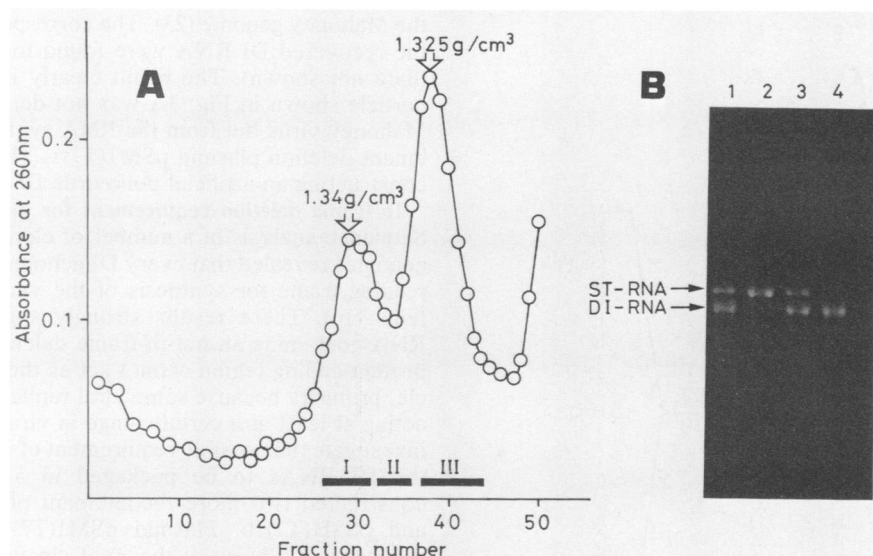 A
B
1.325g/cm³
1.34g/cm³
0.2
0.1
Absorbance at 260nm
I II III
10 20 30 40 50
Fraction number
1 2 3 4
ST-RNA
DI-RNA